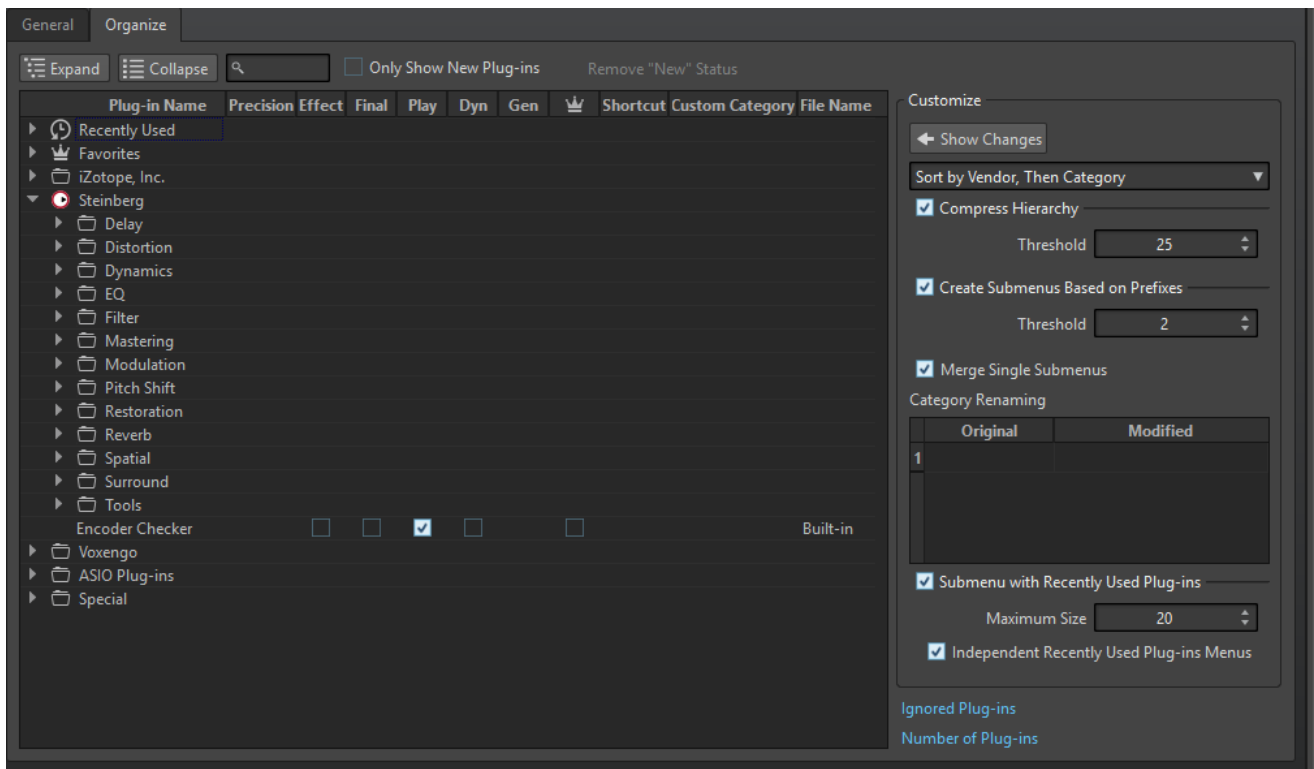 General Organize
Expand Collapse Only Show New Plug-ins Remove "New" Status
Plug-in Name Precision Effect Final Play Dyn Gen Shortcut Custom Category File Name
Recently Used
Favorites
iZotope, Inc.
Steinberg
Delay
Distortion
Dynamics
EQ
Filter
Mastering
Modulation
Pitch Shift
Restoration
Reverb
Spatial
Surround
Tools
Encoder Checker Built-in
Voxengo
ASIO Plug-ins
Special
Customize
Show Changes
Sort by Vendor, Then Category
Compress Hierarchy
Threshold 25
Create Submenus Based on Prefixes
Threshold 2
Merge Single Submenus
Category Renaming
Original Modified
1
Submenu with Recently Used Plug-ins
Maximum Size 20
Independent Recently Used Plug-ins Menus
Ignored Plug-ins
Number of Plug-ins